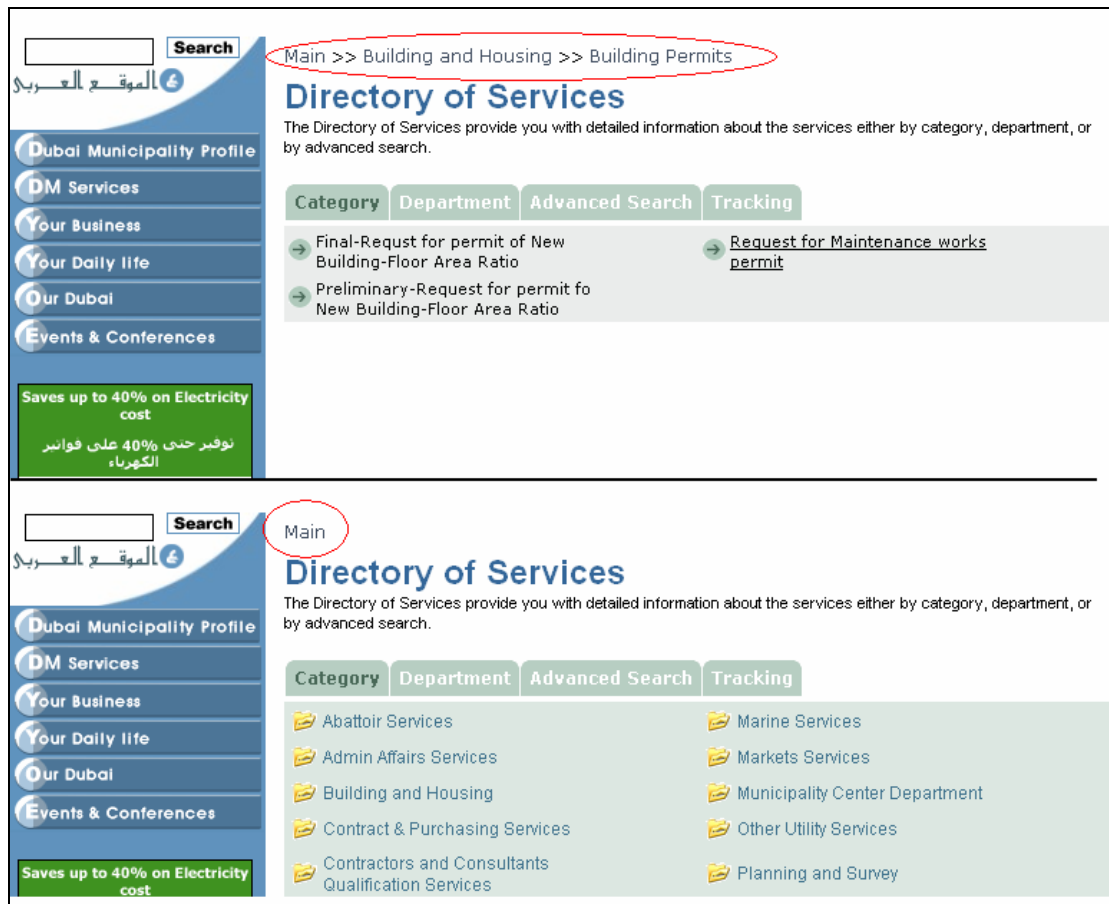 Search
الموقع العربي
Dubai Municipality Profile
DM Services
Your Business
Your Daily life
Our Dubai
Events & Conferences
Saves up to 40% on Electricity
cost
توفير حتى 40% على فواتير
الكهرباء
Main >> Building and Housing >> Building Permits
Directory of Services
The Directory of Services provide you with detailed information about the services either by category, department, or
by advanced search.
Category Department Advanced Search Tracking
Final-Requst for permit of New
Building-Floor Area Ratio
Preliminary-Request for permit fo
New Building-Floor Area Ratio
Request for Maintenance works
permit
Search
الموقع العربي
Dubai Municipality Profile
DM Services
Your Business
Your Daily life
Our Dubai
Events & Conferences
Saves up to 40% on Electricity
cost
Main
Directory of Services
The Directory of Services provide you with detailed information about the services either by category, department, or
by advanced search.
Category Department Advanced Search Tracking
Abattoir Services
Admin Affairs Services
Building and Housing
Contract & Purchasing Services
Contractors and Consultants
Qualification Services
Marine Services
Markets Services
Municipality Center Department
Other Utility Services
Planning and Survey